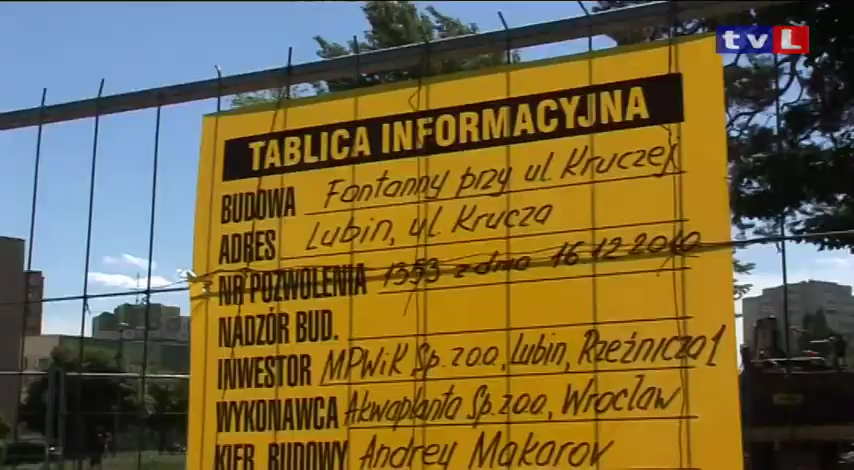 tvL
TABLICA INFORMACYJNA
BUDOWA Fontanny przy ul. Kruczej
ADRES Lubin, ul. Krucza
NR POZWOLENIA 1353 z dnia 16.12.2010
NADZÓR BUD.
INWESTOR MPWiK Sp. z o.o., Lubin, Rzeźnicza 1
WYKONAWCA Akwaplanta Sp. z o.o., Wrocław
KIER. BUDOWY Andrey Makarov